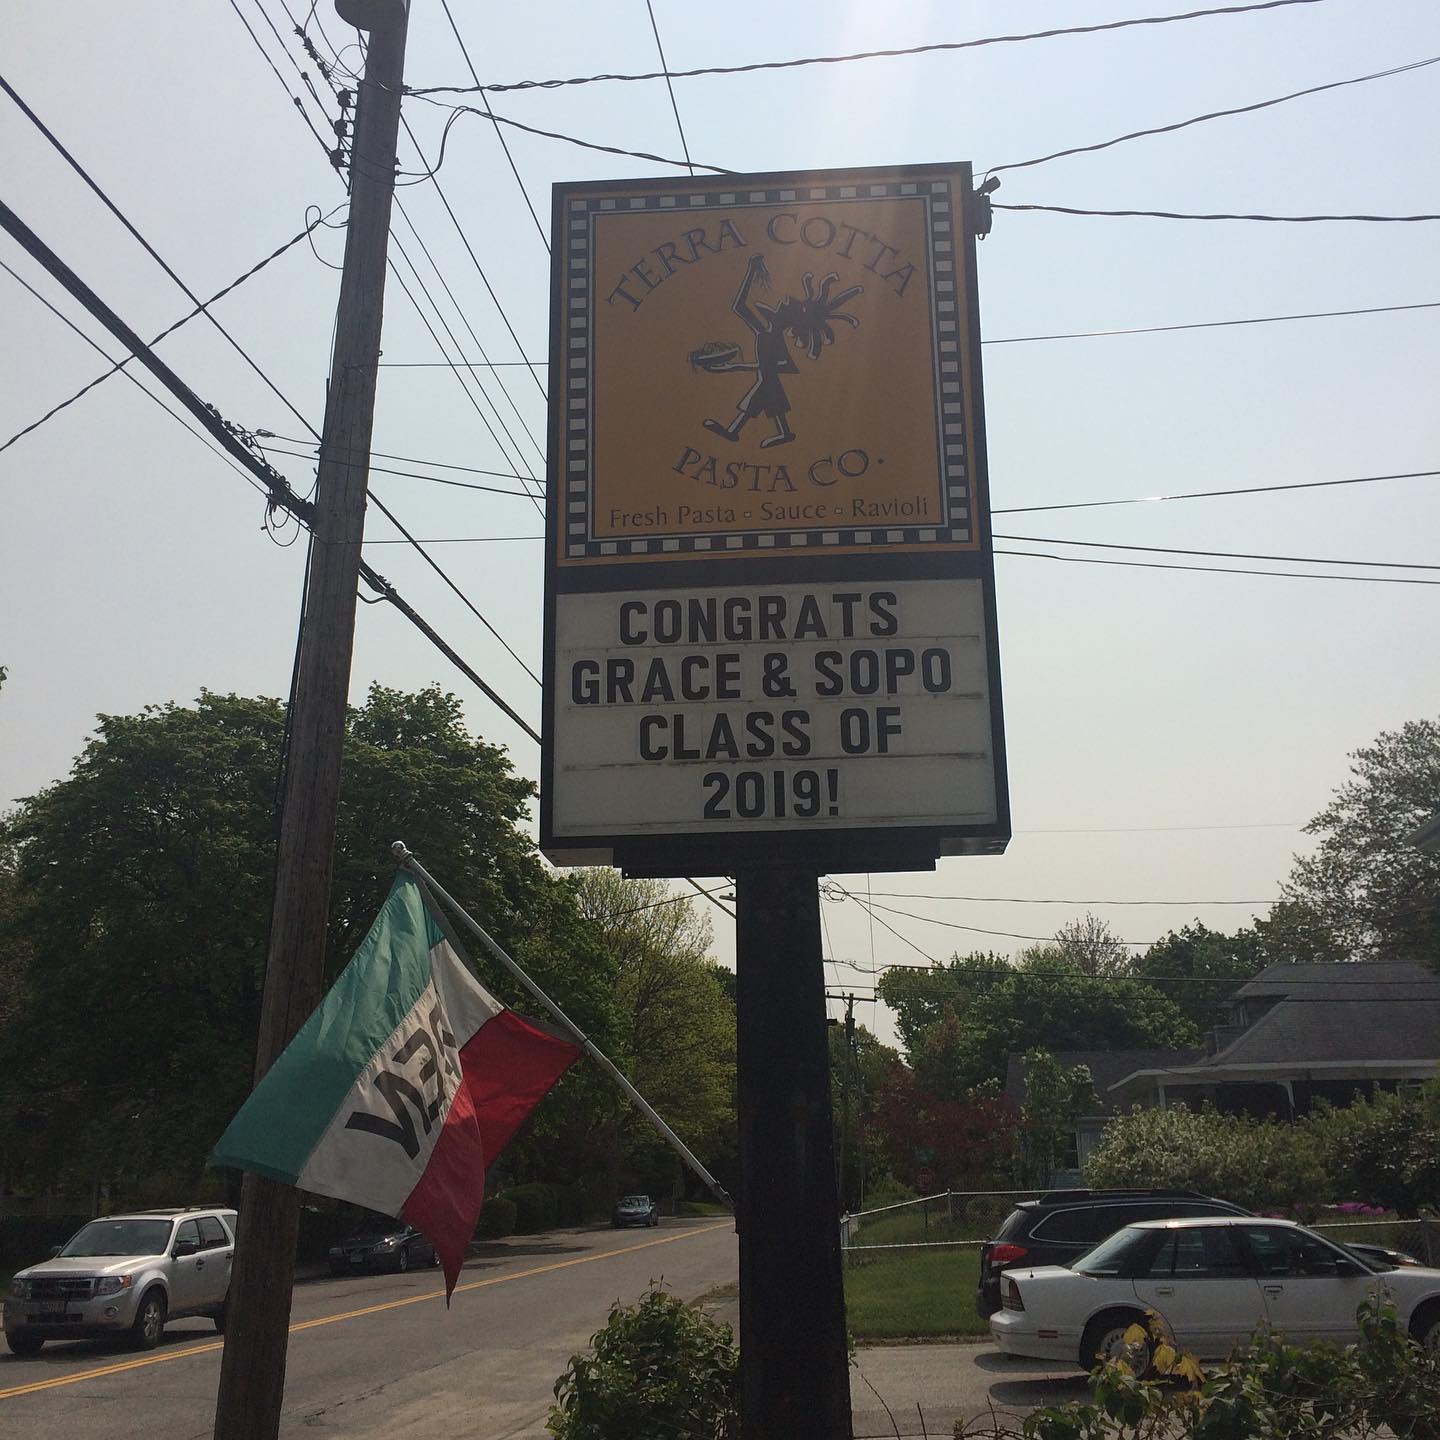 TERRA COTTA
PASTA CO.
Fresh Pasta · Sauce · Ravioli
CONGRATS
GRACE & SOPO
CLASS OF
2019!